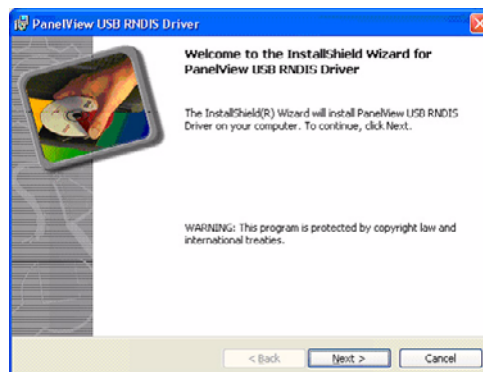 PanelView USB RNDIS Driver
Welcome to the InstallShield Wizard for
PanelView USB RNDIS Driver
The InstallShield(R) Wizard will install PanelView USB RNDIS
Driver on your computer. To continue, click Next.
WARNING: This program is protected by copyright law and
international treaties.
< Back Next > Cancel